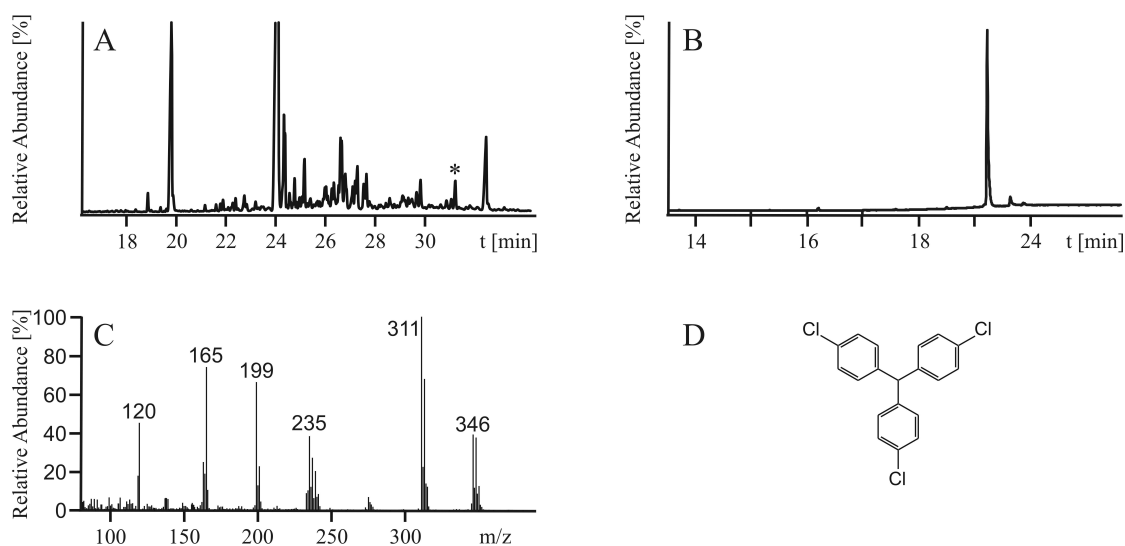 A
Relative Abundance [%]
*
18 20 22 24 26 28 30 t [min]
B
Relative Abundance [%]
14 16 18 24 t [min]
C
Relative Abundance [%]
100
80
60
40
20
0
120
165
199
235
311
346
100 150 200 250 300 m/z
D
Cl
Cl
Cl